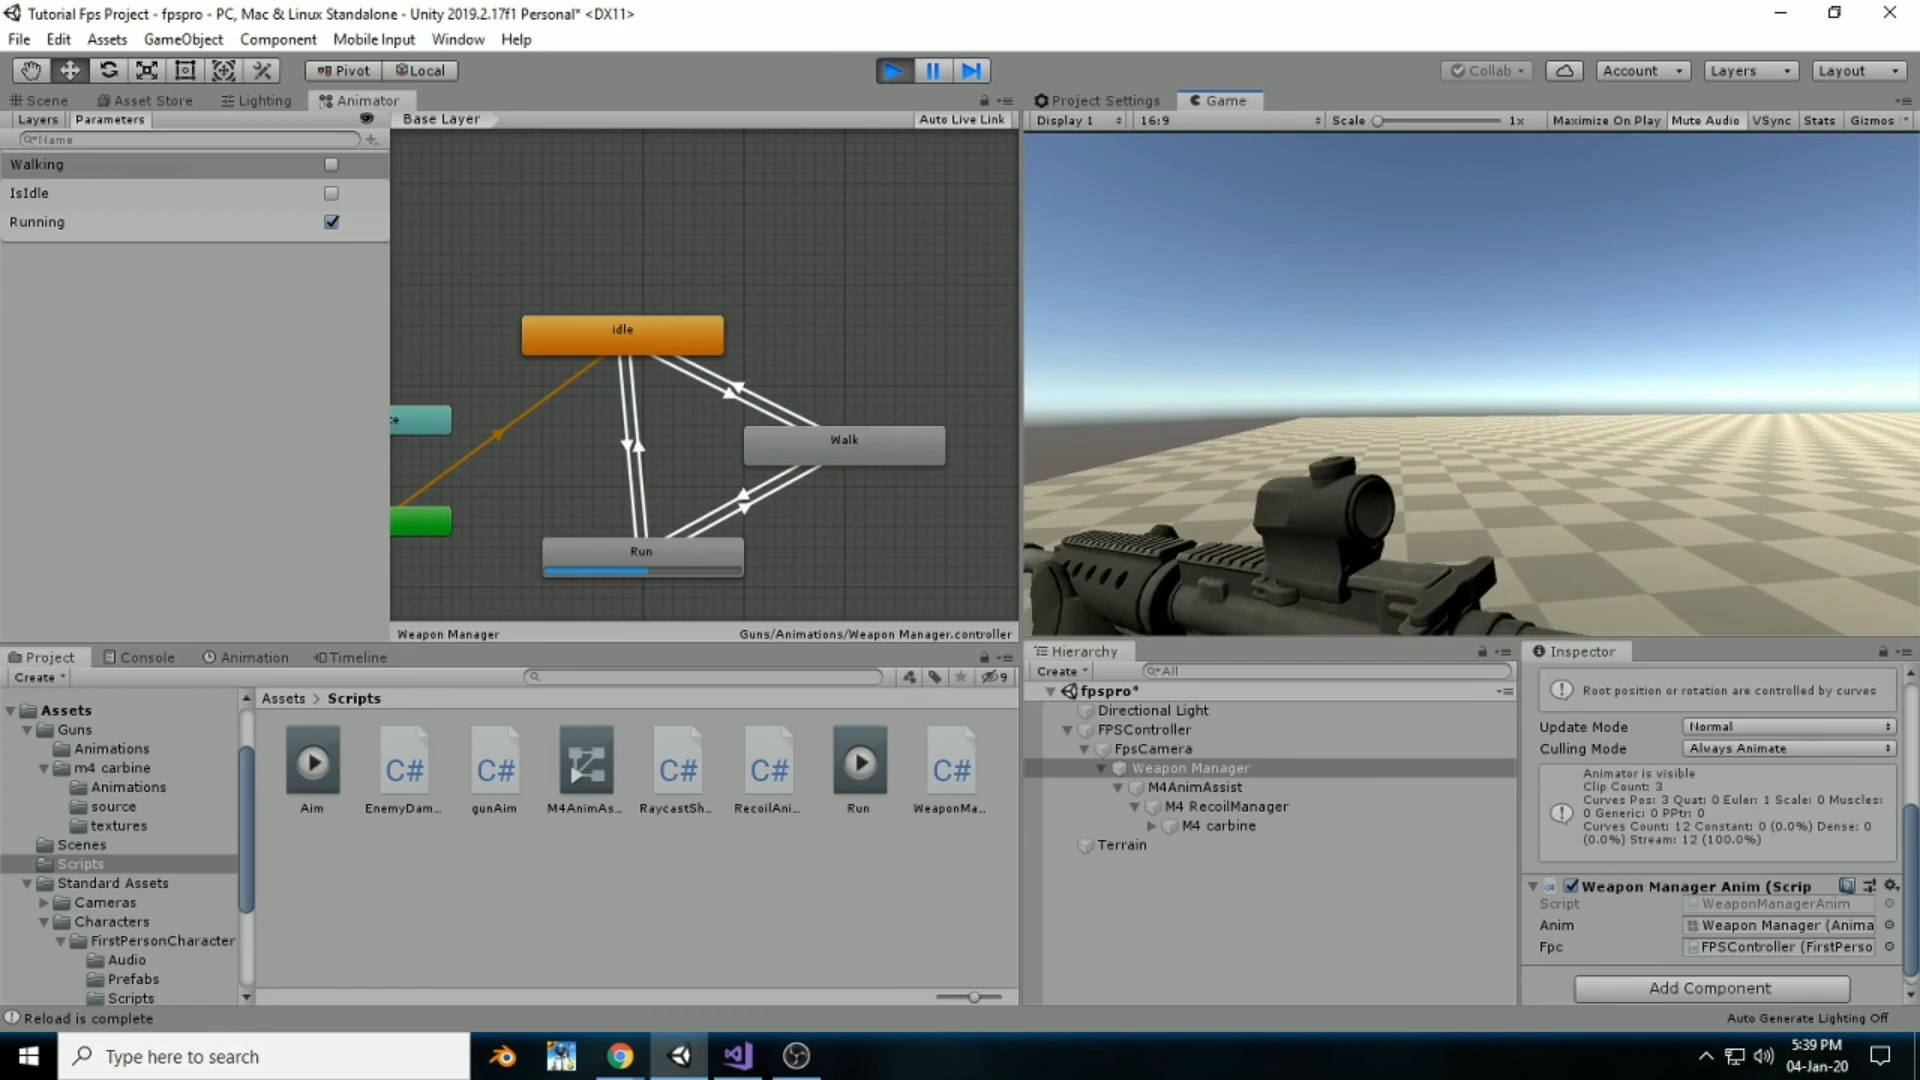 Tutorial Fps Project - fpspro - PC, Mac & Linux Standalone - Unity 2019.2.17f1 Personal* <DX11>
File Edit Assets GameObject Component Mobile Input Window Help
Pivot Local Collab Account Layers Layout
Scene Asset Store Lighting Animator
Project Settings Game
Layers Parameters Base Layer Auto Live Link
Display 1 16:9 Scale 1x Maximize On Play Mute Audio VSync Stats Gizmos
Name
Walking
IsIdle
Running
idle
Walk
Run
Weapon Manager Guns/Animations/Weapon Manager.controller
Project Console Animation Timeline
Create
9
Assets > Scripts
Assets
Guns
Animations
m4 carbine
Animations
source
textures
Scenes
Scripts
Standard Assets
Cameras
Characters
FirstPersonCharacter
Audio
Prefabs
Scripts
C# C# C# C# C#
Aim EnemyDam... gunAim M4AnimAs... RaycastSh... RecoilAni... Run WeaponMa...
Hierarchy
Create All
fpspro*
Directional Light
FPSController
FpsCamera
Weapon Manager
M4AnimAssist
M4 RecoilManager
M4 carbine
Terrain
Inspector
Root position or rotation are controlled by curves
Update Mode Normal
Culling Mode Always Animate
Animator is visible
Clip Count: 3
Curves Pos: 3 Quat: 0 Euler: 1 Scale: 0 Muscles:
0 Generic: 0 PPtr: 0
Curves Count: 12 Constant: 0 (0.0%) Dense: 0
(0.0%) Stream: 12 (100.0%)
Weapon Manager Anim (Scrip
Script WeaponManagerAnim
Anim Weapon Manager (Anima
Fpc FPSController (FirstPerso
Add Component
Reload is complete
Auto Generate Lighting Off
Type here to search
5:39 PM
04-Jan-20